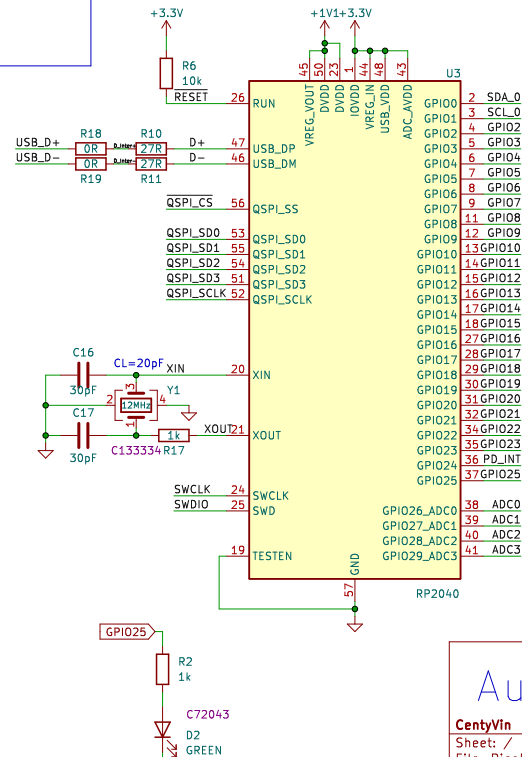 +3.3V
+1V1+3.3V
R6
10k
RESET
26
RUN
45
50
23
1
44
48
43
VREG_VOUT
DVDD
DVDD
IOVDD
VREG_IN
USB_VDD
ADC_AVDD
U3
USB_D+
R18
0R
R10
27R
D+
47
USB_DP
USB_D-
0R
R19
27R
R11
D-
46
USB_DM
QSPI_CS
56
QSPI_SS
QSPI_SD0
53
QSPI_SD0
QSPI_SD1
55
QSPI_SD1
QSPI_SD2
54
QSPI_SD2
QSPI_SD3
51
QSPI_SD3
QSPI_SCLK
52
QSPI_SCLK
GPIO0 2 SDA_0
GPIO1 3 SCL_0
GPIO2 4 GPIO2
GPIO3 5 GPIO3
GPIO4 6 GPIO4
GPIO5 7 GPIO5
GPIO6 8 GPIO6
GPIO7 9 GPIO7
GPIO8 11 GPIO8
GPIO9 12 GPIO9
GPIO10 13 GPIO10
GPIO11 14 GPIO11
GPIO12 15 GPIO12
GPIO13 16 GPIO13
GPIO14 17 GPIO14
GPIO15 18 GPIO15
GPIO16 27 GPIO16
GPIO17 28 GPIO17
GPIO18 29 GPIO18
GPIO19 30 GPIO19
GPIO20 31 GPIO20
GPIO21 32 GPIO21
GPIO22 34 GPIO22
GPIO23 35 GPIO23
GPIO24 36 PD_INT
GPIO25 37 GPIO25
GPIO26_ADC0 38 ADC0
GPIO27_ADC1 39 ADC1
GPIO28_ADC2 40 ADC2
GPIO29_ADC3 41 ADC3
C16
30pF
CL=20pF
XIN
20
XIN
Y1
3
2
12MHz
4
1
C17
30pF
C133334
1k
R17
XOUT
21
XOUT
SWCLK
24
SWCLK
SWDIO
25
SWD
19
TESTEN
GND
57
RP2040
GPIO25
R2
1k
C72043
D2
GREEN
Au
CentyVin
Sheet: /